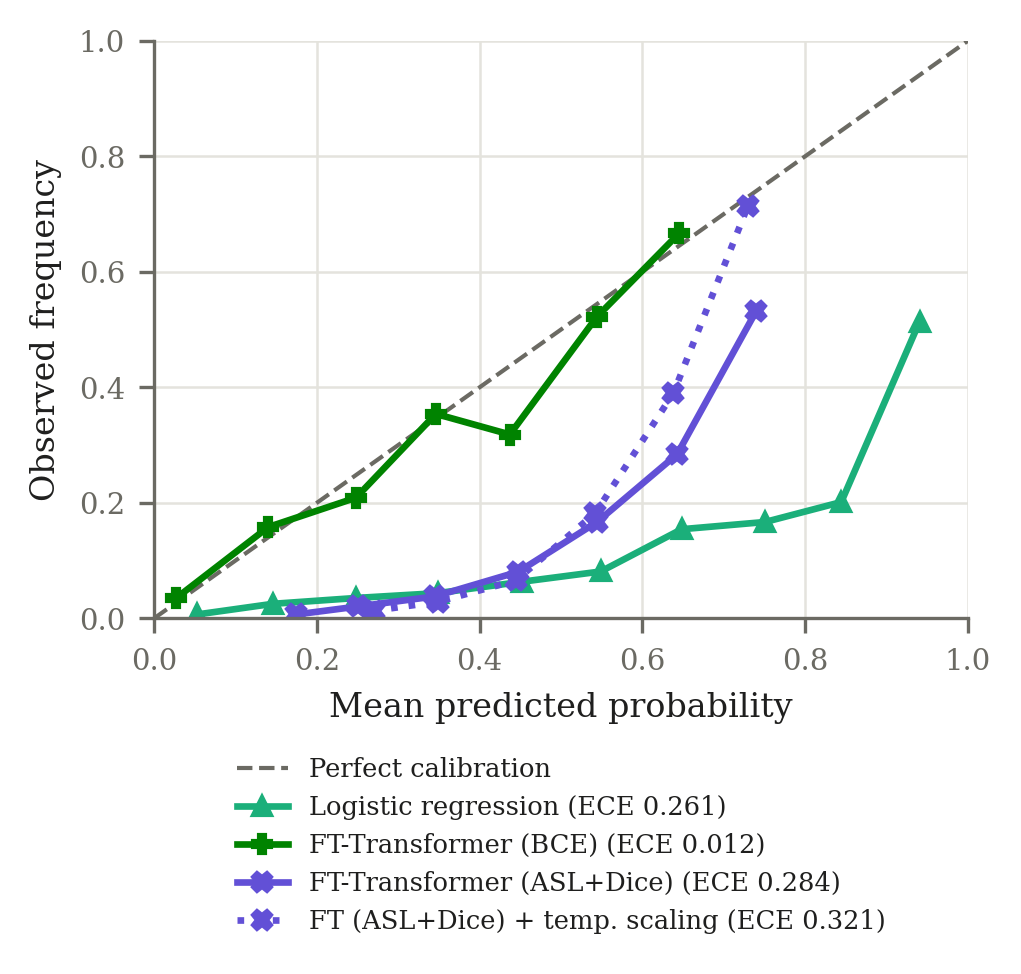 1.0
0.8
0.6
0.4
0.2
0.0
Observed frequency
0.0 0.2 0.4 0.6 0.8 1.0
Mean predicted probability
Perfect calibration
Logistic regression (ECE 0.261)
FT-Transformer (BCE) (ECE 0.012)
FT-Transformer (ASL+Dice) (ECE 0.284)
FT (ASL+Dice) + temp. scaling (ECE 0.321)